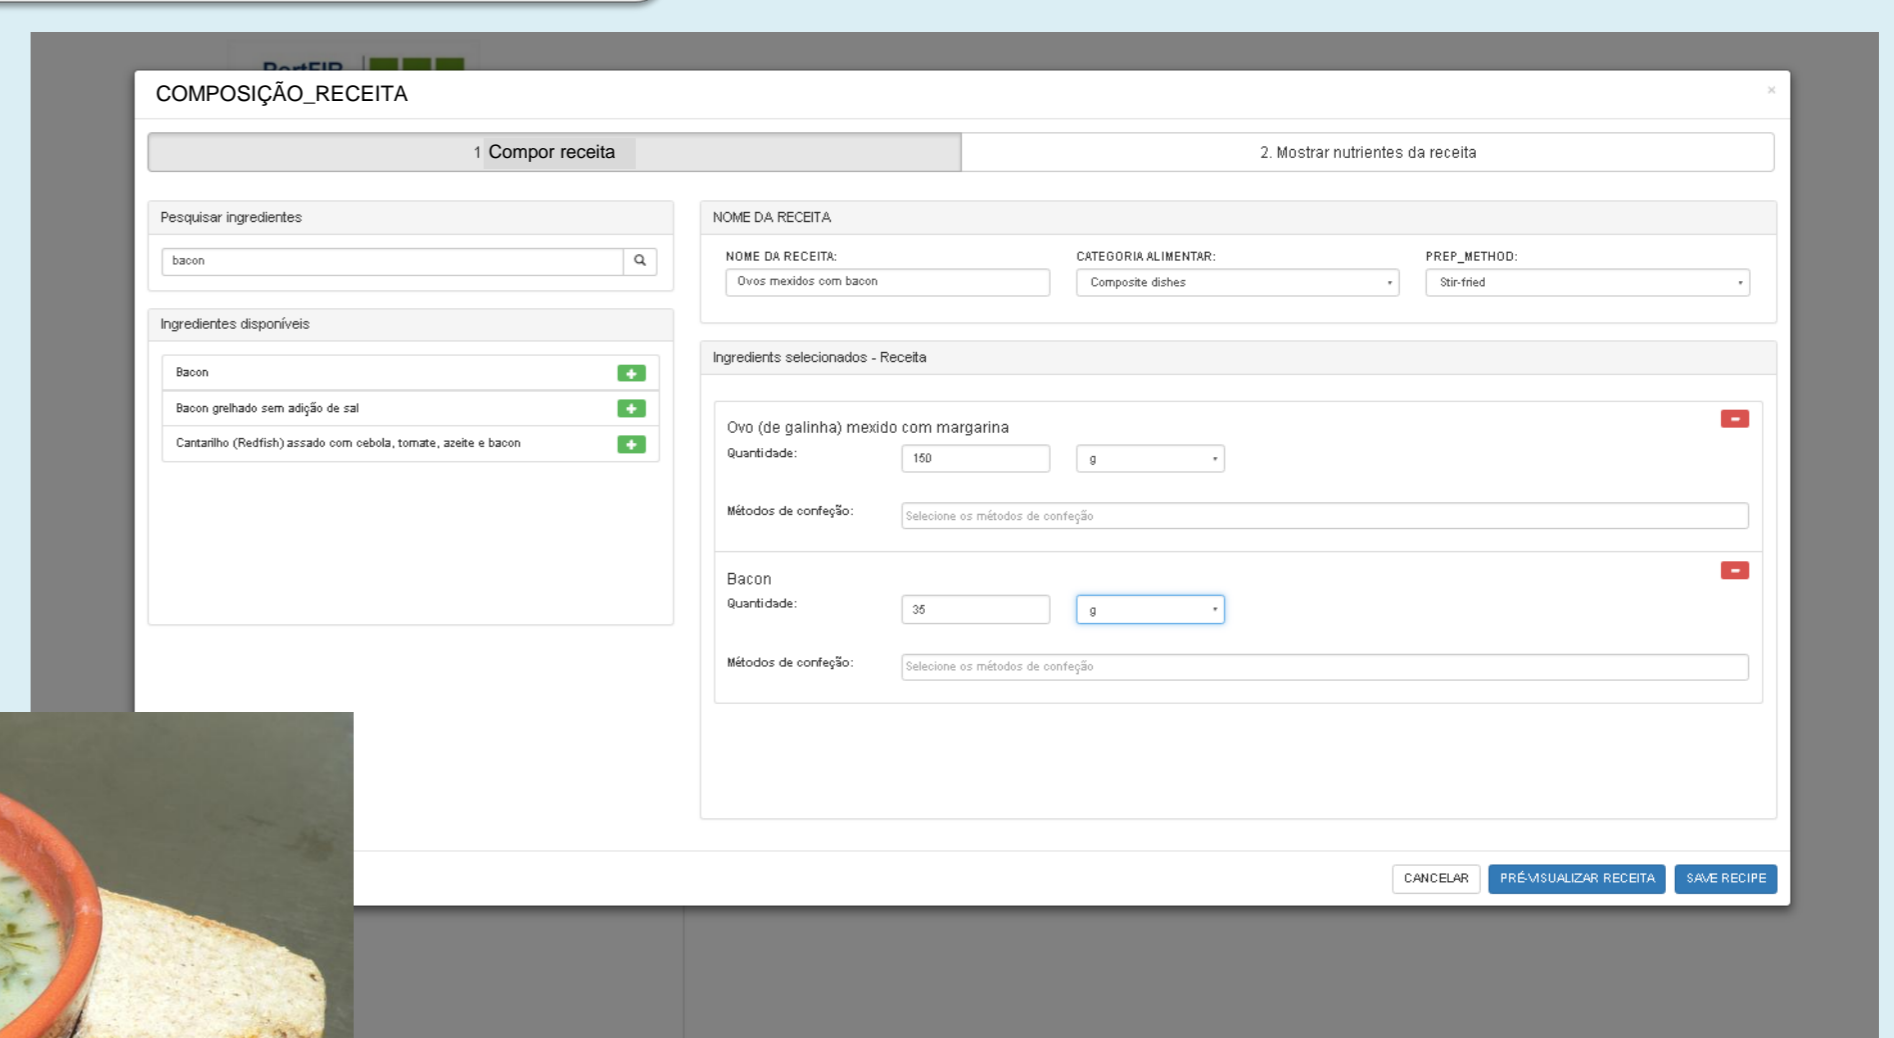 PortFIR
COMPOSIÇÃO_RECEITA
×
1 Compor receita
2. Mostrar nutrientes da receita
Pesquisar ingredientes
bacon
Ingredientes disponíveis
Bacon
Bacon grelhado sem adição de sal
Cantarilho (Redfish) assado com cebola, tomate, azeite e bacon
NOME DA RECEITA
NOME DA RECEITA:
CATEGORIA ALIMENTAR:
PREP_METHOD:
Ovos mexidos com bacon
Composite dishes
Stir-fried
Ingredients selecionados - Receita
Ovo (de galinha) mexido com margarina
Quantidade:
150
g
Métodos de confeção:
Selecione os métodos de confeção
Bacon
Quantidade:
35
g
Métodos de confeção:
Selecione os métodos de confeção
CANCELAR
PRÉ-VISUALIZAR RECEITA
SAVE RECIPE